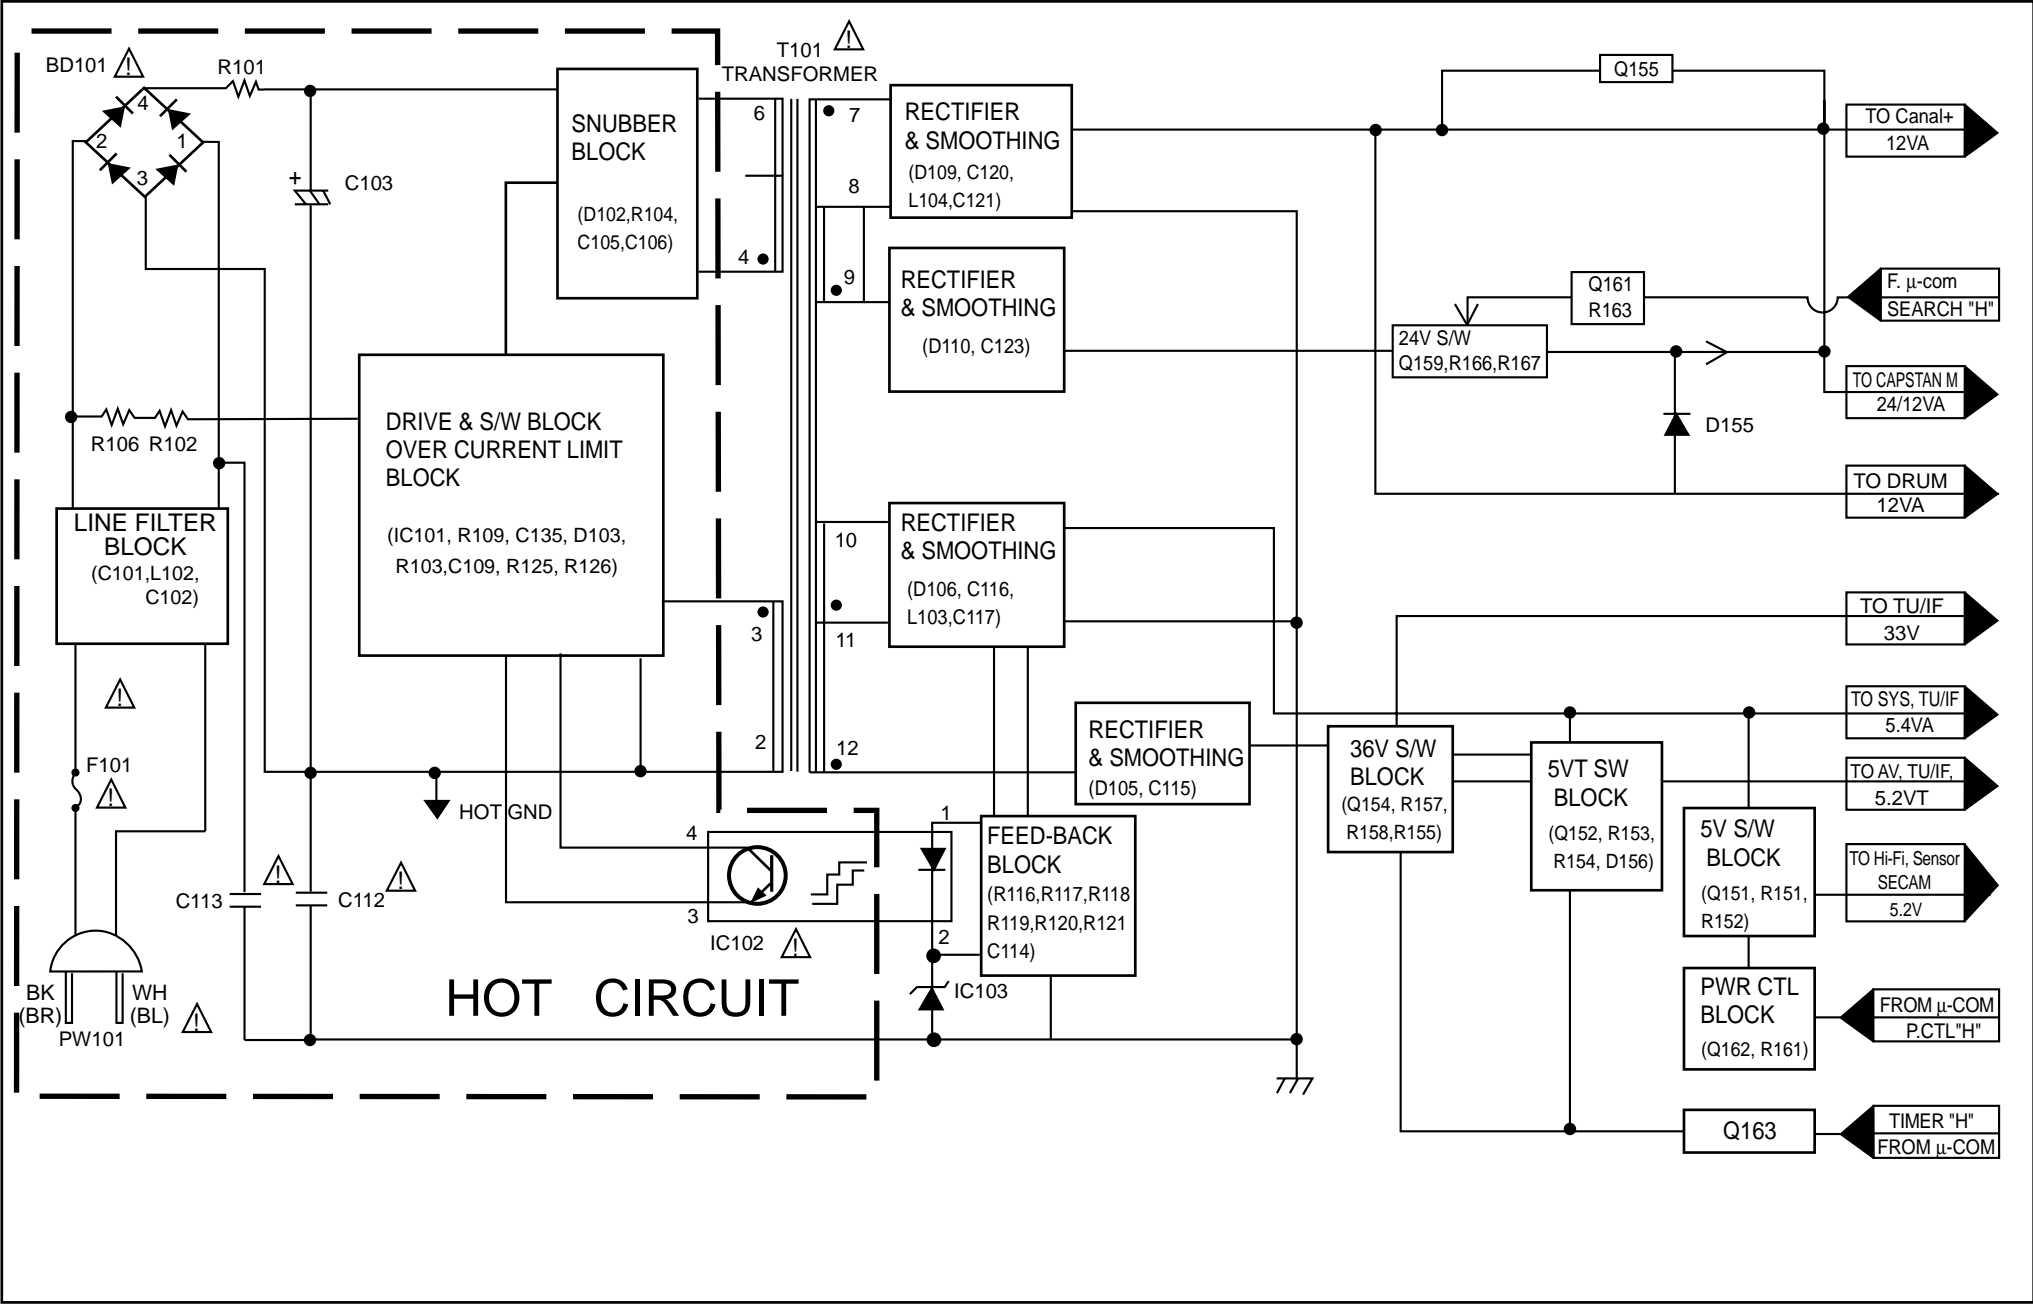 BD101
R101
T101
TRANSFORMER
4
2
1
3
+
C103
SNUBBER
BLOCK
(D102,R104,
C105,C106)
6
4
7
8
9
RECTIFIER
& SMOOTHING
(D109, C120,
L104,C121)
RECTIFIER
& SMOOTHING
(D110, C123)
Q155
TO Canal+
12VA
Q161
R163
F. µ-com
SEARCH "H"
24V S/W
Q159,R166,R167
TO CAPSTAN M
24/12VA
D155
TO DRUM
12VA
R106 R102
DRIVE & S/W BLOCK
OVER CURRENT LIMIT
BLOCK
(IC101, R109, C135, D103,
R103,C109, R125, R126)
LINE FILTER
BLOCK
(C101,L102,
C102)
3
2
10
11
12
RECTIFIER
& SMOOTHING
(D106, C116,
L103,C117)
TO TU/IF
33V
TO SYS, TU/IF
5.4VA
RECTIFIER
& SMOOTHING
(D105, C115)
36V S/W
BLOCK
(Q154, R157,
R158,R155)
5VT SW
BLOCK
(Q152, R153,
R154, D156)
TO AV, TU/IF,
5.2VT
5V S/W
BLOCK
(Q151, R151,
R152)
TO Hi-Fi, Sensor
SECAM
5.2V
F101
HOT GND
4
3
1
2
IC102
FEED-BACK
BLOCK
(R116,R117,R118
R119,R120,R121
C114)
IC103
C113
C112
HOT CIRCUIT
BK
(BR)
WH
(BL)
PW101
PWR CTL
BLOCK
(Q162, R161)
FROM µ-COM
P.CTL"H"
Q163
TIMER "H"
FROM µ-COM